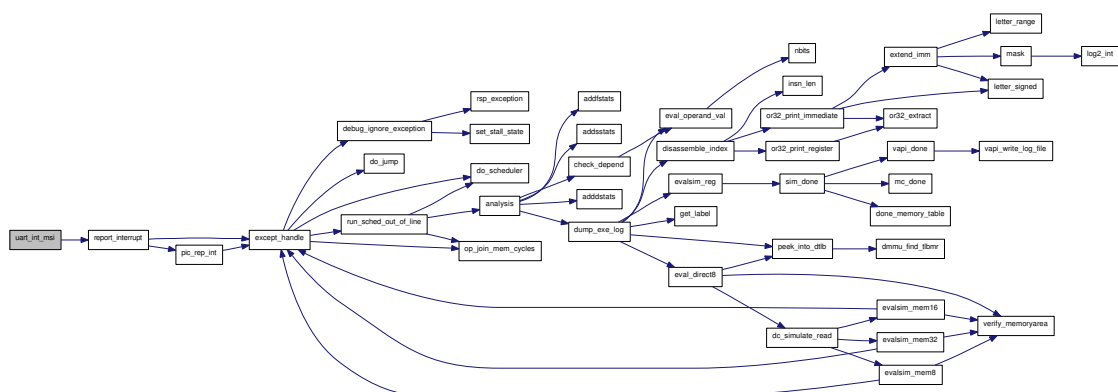 uart_int_msi
report_interrupt
pic_rep_int
except_handle
debug_ignore_exception
do_jump
run_sched_out_of_line
rsp_exception
set_stall_state
do_scheduler
analysis
op_join_mem_cycles
addfstats
addsstats
check_depend
adddstats
dump_exe_log
eval_operand_val
disassemble_index
evalsim_reg
get_label
eval_direct8
nbits
insn_len
or32_print_immediate
or32_print_register
sim_done
peek_into_dtlb
dc_simulate_read
extend_imm
or32_extract
vapi_done
mc_done
done_memory_table
dmmu_find_tlbmr
evalsim_mem16
evalsim_mem32
evalsim_mem8
letter_range
mask
letter_signed
vapi_write_log_file
verify_memoryarea
log2_int